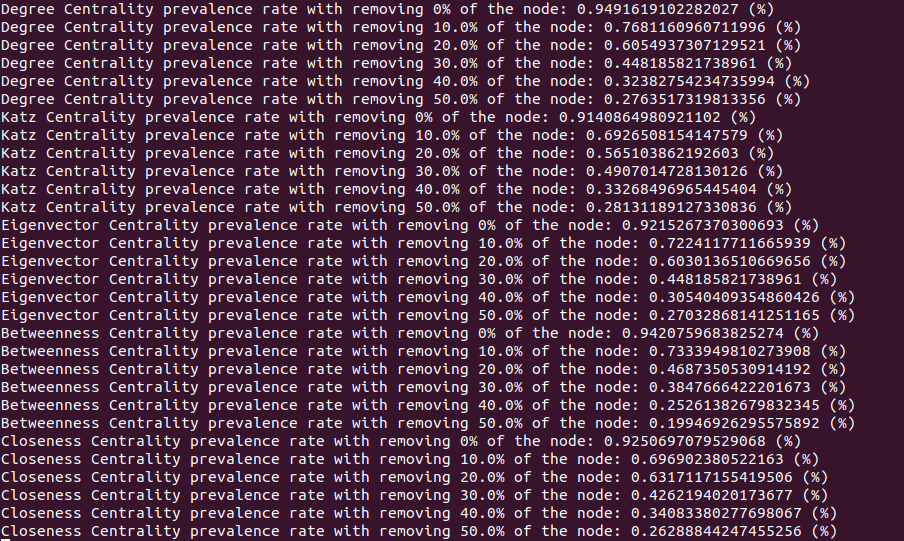 Degree Centrality prevalence rate with removing 0% of the node: 0.9491619102282027 (%)
Degree Centrality prevalence rate with removing 10.0% of the node: 0.7681160960711996 (%)
Degree Centrality prevalence rate with removing 20.0% of the node: 0.6054937307129521 (%)
Degree Centrality prevalence rate with removing 30.0% of the node: 0.448185821738961 (%)
Degree Centrality prevalence rate with removing 40.0% of the node: 0.32382754234735994 (%)
Degree Centrality prevalence rate with removing 50.0% of the node: 0.2763517319813356 (%)
Katz Centrality prevalence rate with removing 0% of the node: 0.9140864980921102 (%)
Katz Centrality prevalence rate with removing 10.0% of the node: 0.6926508154147579 (%)
Katz Centrality prevalence rate with removing 20.0% of the node: 0.565103862192603 (%)
Katz Centrality prevalence rate with removing 30.0% of the node: 0.4907014728130126 (%)
Katz Centrality prevalence rate with removing 40.0% of the node: 0.33268496965445404 (%)
Katz Centrality prevalence rate with removing 50.0% of the node: 0.28131189127330836 (%)
Eigenvector Centrality prevalence rate with removing 0% of the node: 0.9215267370300693 (%)
Eigenvector Centrality prevalence rate with removing 10.0% of the node: 0.7224117711665939 (%)
Eigenvector Centrality prevalence rate with removing 20.0% of the node: 0.6030136510669656 (%)
Eigenvector Centrality prevalence rate with removing 30.0% of the node: 0.448185821738961 (%)
Eigenvector Centrality prevalence rate with removing 40.0% of the node: 0.30540409354860426 (%)
Eigenvector Centrality prevalence rate with removing 50.0% of the node: 0.27032868141251165 (%)
Betweenness Centrality prevalence rate with removing 0% of the node: 0.9420759683825274 (%)
Betweenness Centrality prevalence rate with removing 10.0% of the node: 0.7333949810273908 (%)
Betweenness Centrality prevalence rate with removing 20.0% of the node: 0.4687350530914192 (%)
Betweenness Centrality prevalence rate with removing 30.0% of the node: 0.3847666422201673 (%)
Betweenness Centrality prevalence rate with removing 40.0% of the node: 0.25261382679832345 (%)
Betweenness Centrality prevalence rate with removing 50.0% of the node: 0.19946926295575892 (%)
Closeness Centrality prevalence rate with removing 0% of the node: 0.9250697079529068 (%)
Closeness Centrality prevalence rate with removing 10.0% of the node: 0.696902380522163 (%)
Closeness Centrality prevalence rate with removing 20.0% of the node: 0.6317117155419506 (%)
Closeness Centrality prevalence rate with removing 30.0% of the node: 0.4262194020173677 (%)
Closeness Centrality prevalence rate with removing 40.0% of the node: 0.34083380277698067 (%)
Closeness Centrality prevalence rate with removing 50.0% of the node: 0.26288844247455256 (%)